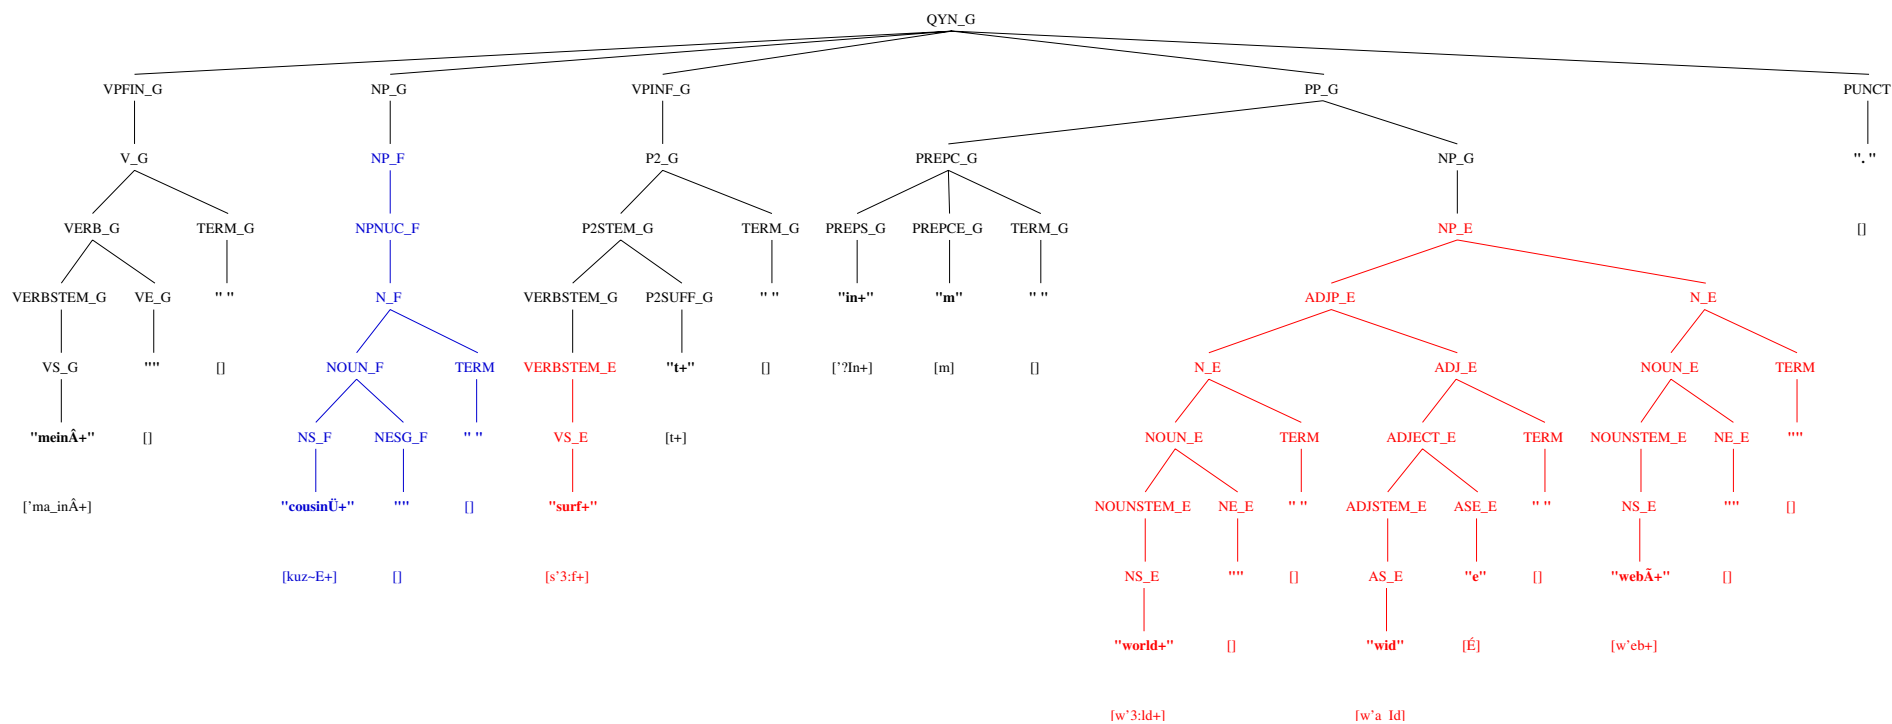 QYN_G
VPFIN_G NP_G VPINF_G PP_G PUNCT
V_G NP_F P2_G PREPC_G NP_G ". "
VERB_G TERM_G NPNUC_F P2STEM_G TERM_G PREPS_G PREPCE_G TERM_G NP_E []
VERBSTEM_G VE_G " " N_F VERBSTEM_G P2SUFF_G " " "in+" "m" " " ADJP_E N_E
VS_G "" [] NOUN_F TERM VERBSTEM_E "t+" [] ['?In+] [m] [] N_E ADJ_E NOUN_E TERM
"meinÂ+" [] NS_F NESG_F " " VS_E [t+] NOUN_E TERM ADJECT_E TERM NOUNSTEM_E NE_E ""
['ma_inÂ+] "cousinÜ+" "" [] "surf+" NOUNSTEM_E NE_E " " ADJSTEM_E ASE_E " " NS_E "" []
[kuz~E+] [] [s'3:f+] NS_E "" [] AS_E "e" [] "webÃ+" []
"world+" [] "wid" [É] [w'eb+]
[w'3:ld+] [w'a_Id]